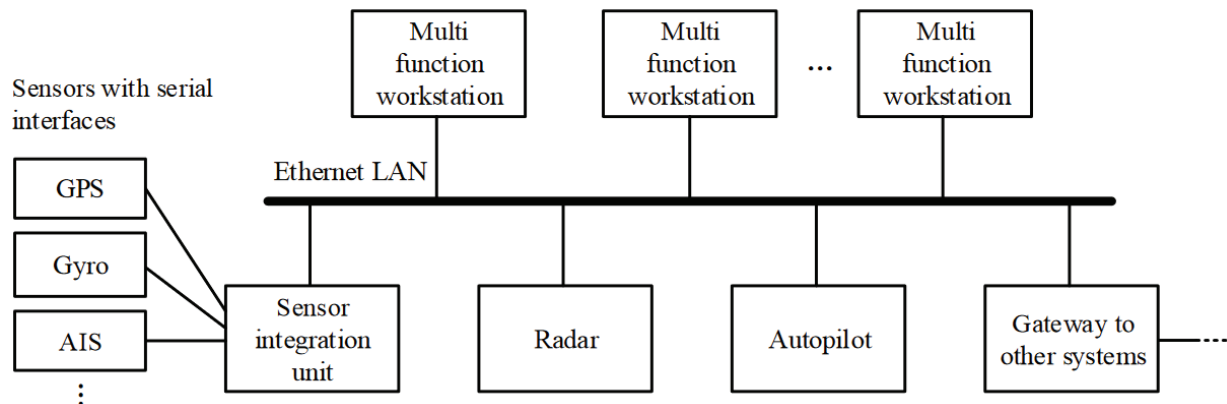 Multi
function
workstation
Multi
function
workstation
...
Multi
function
workstation
Sensors with serial
interfaces
Ethernet LAN
GPS
Gyro
AIS
⋮
Sensor
integration
unit
Radar
Autopilot
Gateway to
other systems